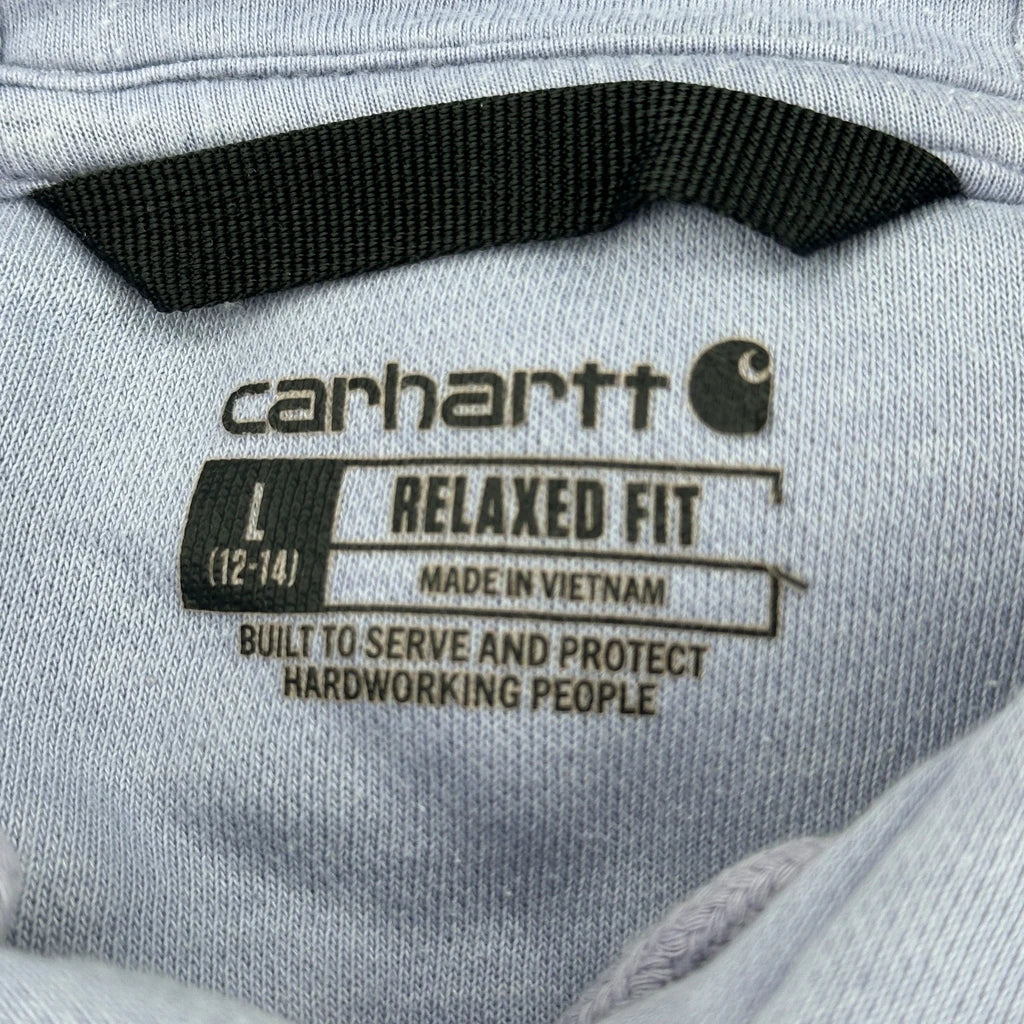 carhartt
L
(12-14)
RELAXED FIT
MADE IN VIETNAM
BUILT TO SERVE AND PROTECT
HARDWORKING PEOPLE